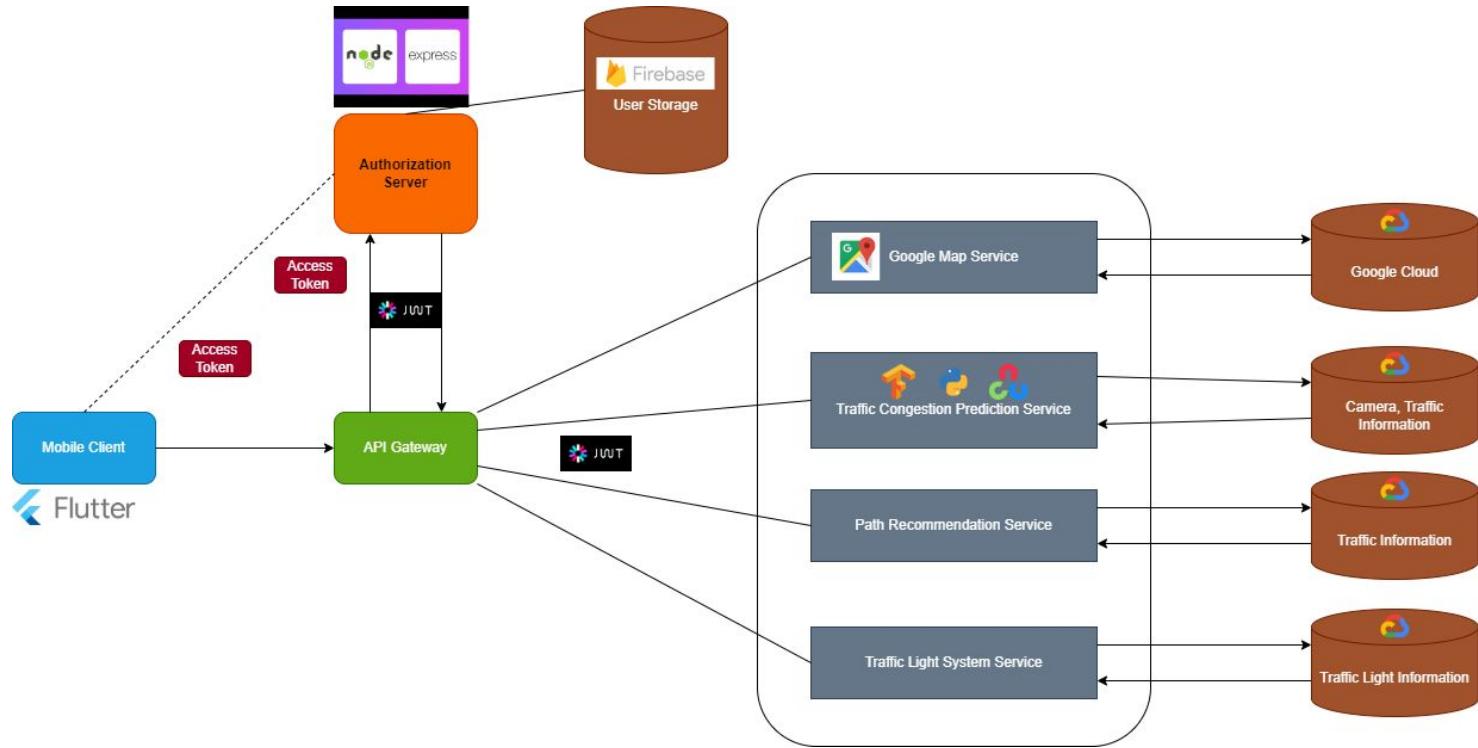 node
JS
express
Firebase
User Storage
Authorization
Server
Access
Token
JWT
Access
Token
Mobile Client
Flutter
API Gateway
JWT
G
Google Map Service
Google Cloud
Traffic Congestion Prediction Service
Camera, Traffic
Information
Path Recommendation Service
Traffic Information
Traffic Light System Service
Traffic Light Information